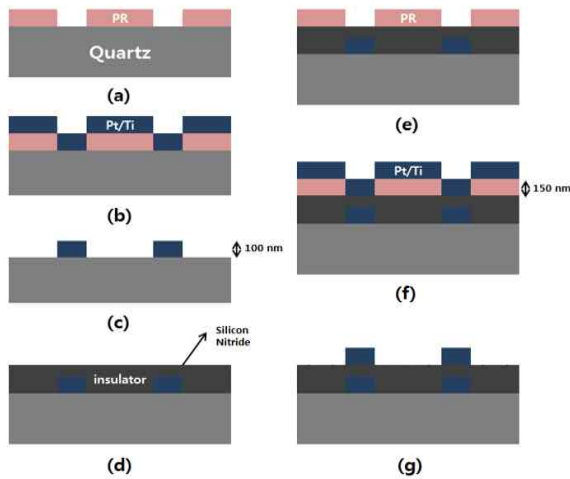 PR
Quartz
(a)
Pt/Ti
(b)
100 nm
(c)
Silicon
Nitride
insulator
(d)
PR
(e)
Pt/Ti
150 nm
(f)
(g)